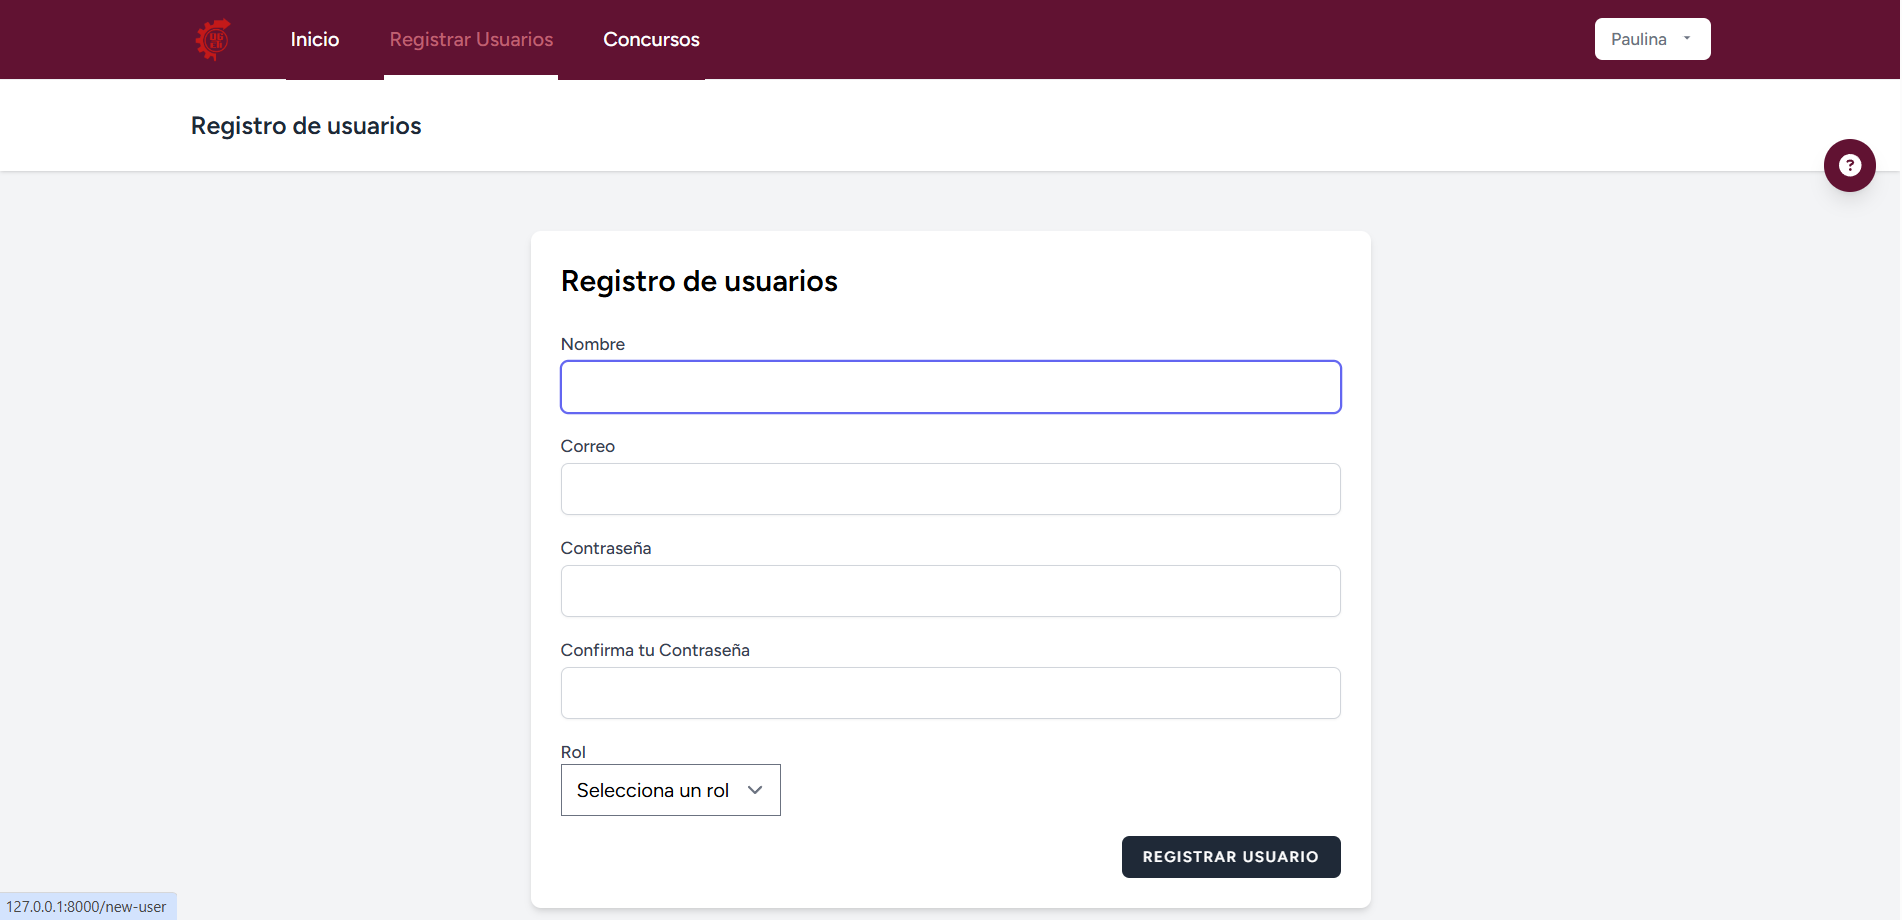 Inicio
Registrar Usuarios
Concursos
Paulina
Registro de usuarios
?
Registro de usuarios
Nombre
Correo
Contraseña
Confirma tu Contraseña
Rol
Selecciona un rol
REGISTRAR USUARIO
127.0.0.1:8000/new-user